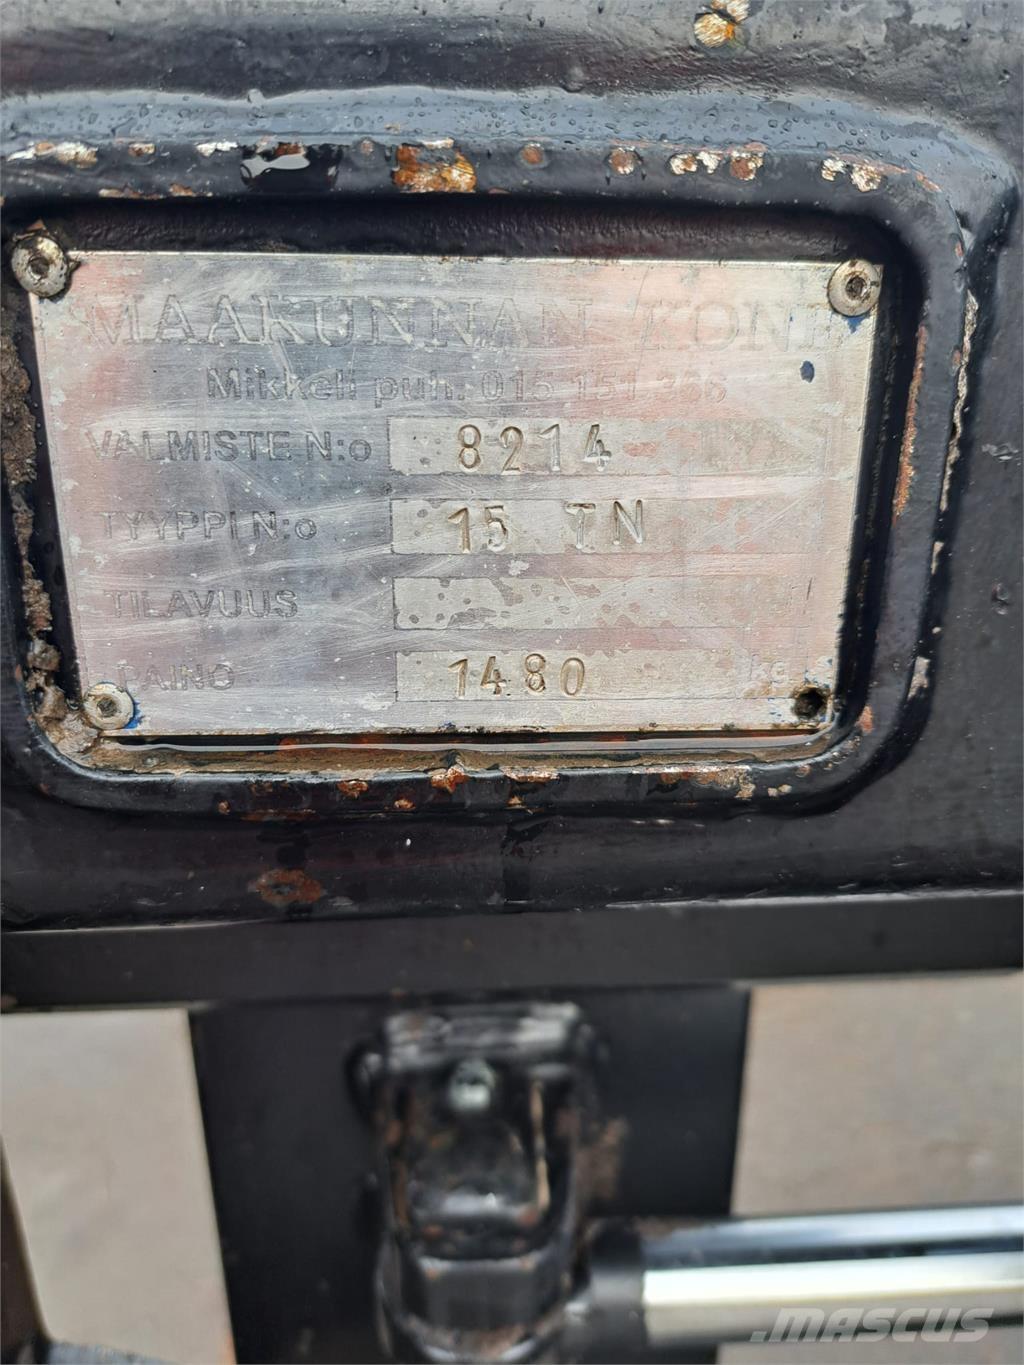 MAAKUNNAN KONE
Mikkeli puh. 015 151 366
VALMISTE N:o 8214
TYYPPI N:o 15 TN
TILAVUUS
PAINO 1480 kg
MASCUS